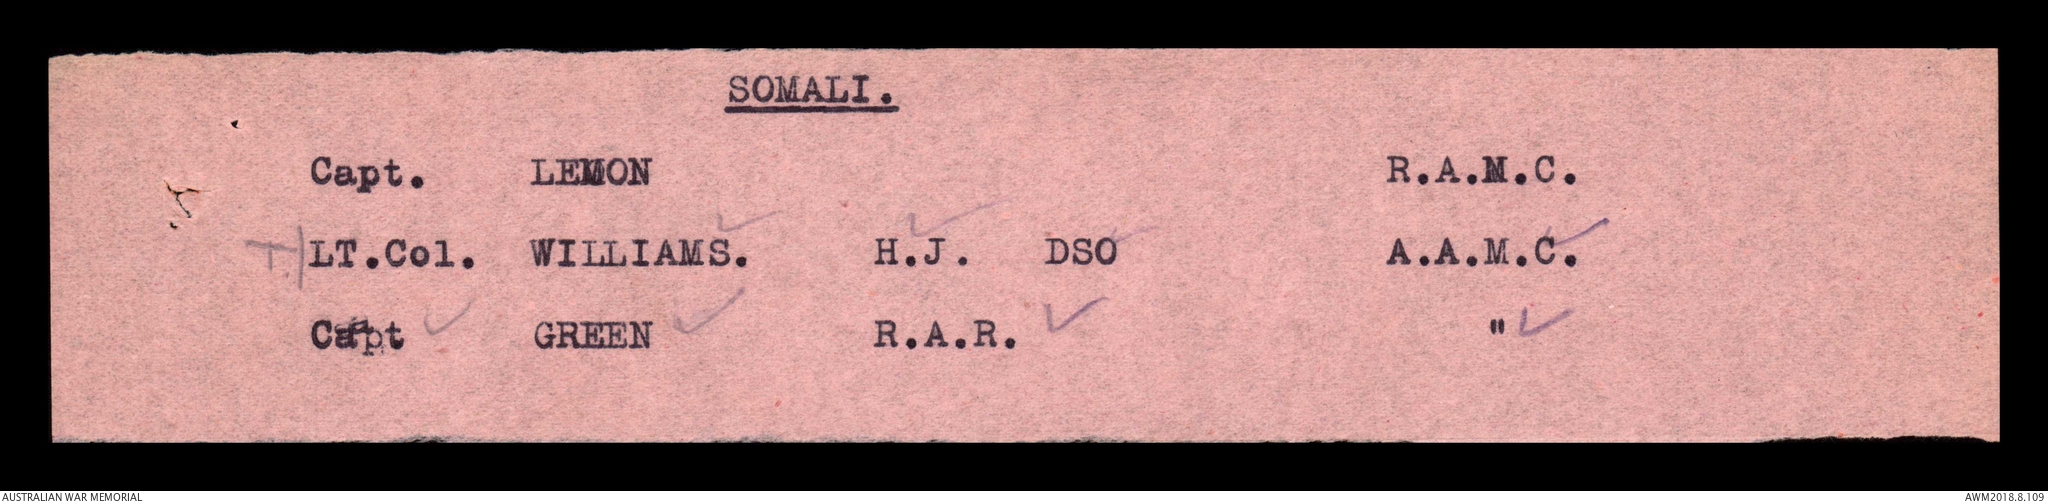 SOMALI.
Capt. LEMON R.A.M.C.
T| LT.Col. WILLIAMS. H.J. DSO A.A.M.C.
Capt GREEN R.A.R. "
AUSTRALIAN WAR MEMORIAL AWM2018.8.109